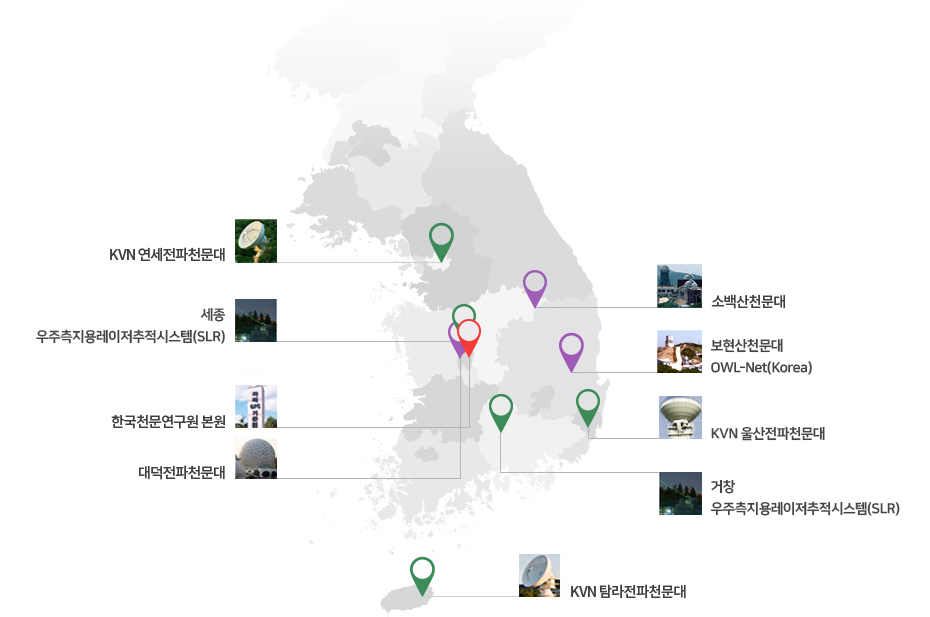 KVN 연세전파천문대
세종
우주측지용레이저추적시스템(SLR)
한국천문연구원 본원
대덕전파천문대
소백산천문대
보현산천문대
OWL-Net(Korea)
KVN 울산전파천문대
거창
우주측지용레이저추적시스템(SLR)
KVN 탐라전파천문대